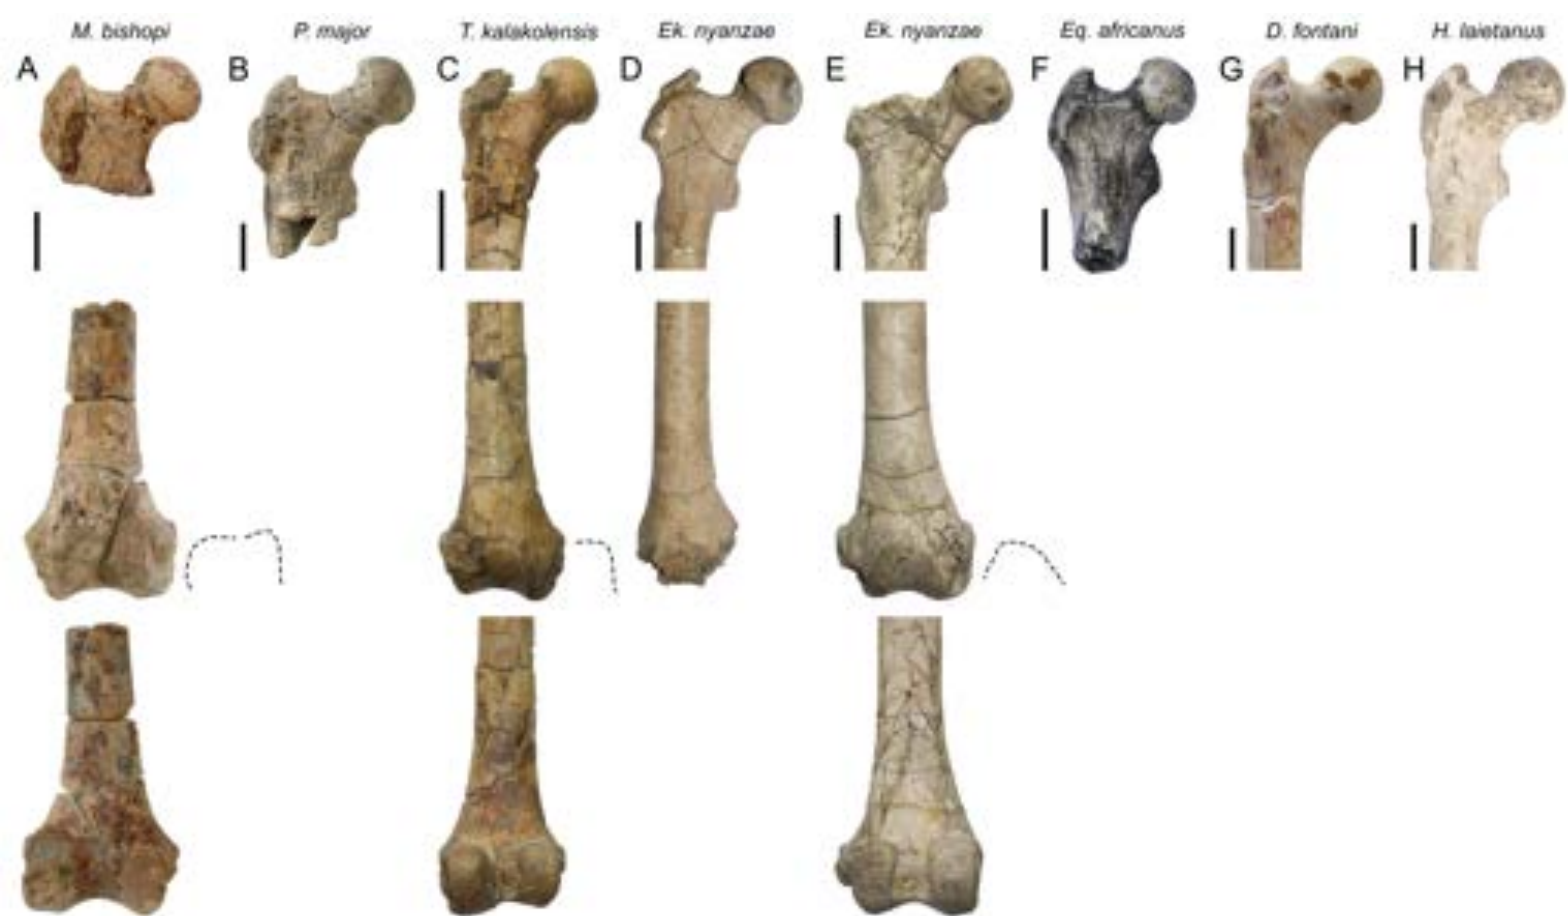 M. bishopi P. major T. kalakolensis Ek. nyanzae Ek. nyanzae Eq. africanus D. fontani H. laietanus
A B C D E F G H